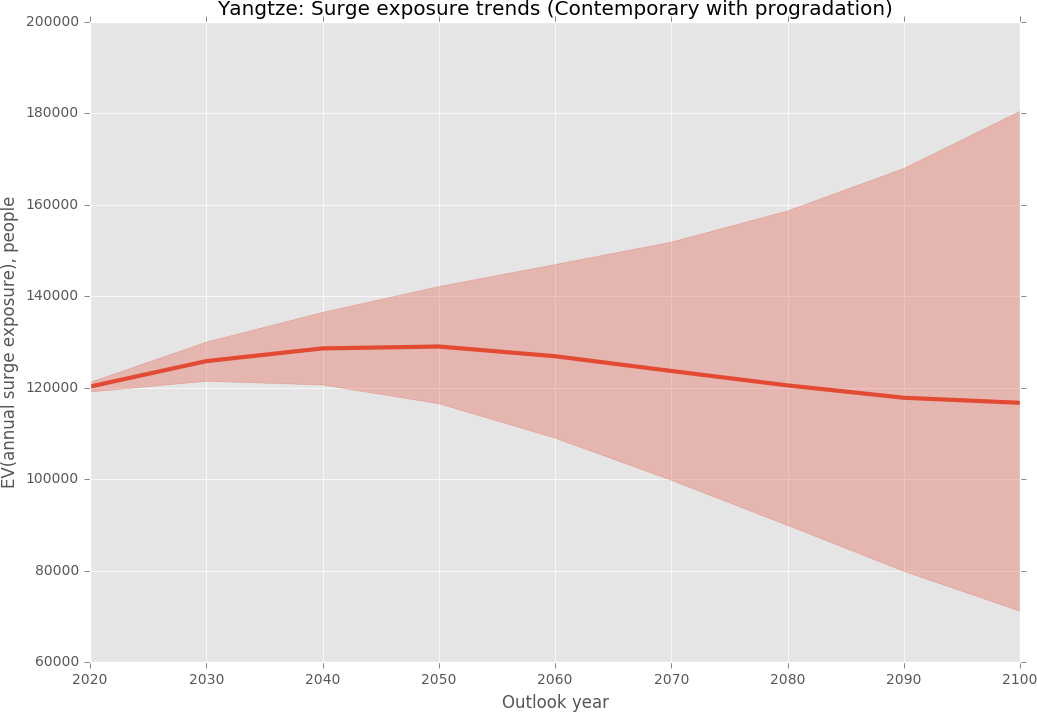 Yangtze: Surge exposure trends (Contemporary with progradation)
EV(annual surge exposure), people
200000
180000
160000
140000
120000
100000
80000
60000
2020 2030 2040 2050 2060 2070 2080 2090 2100
Outlook year